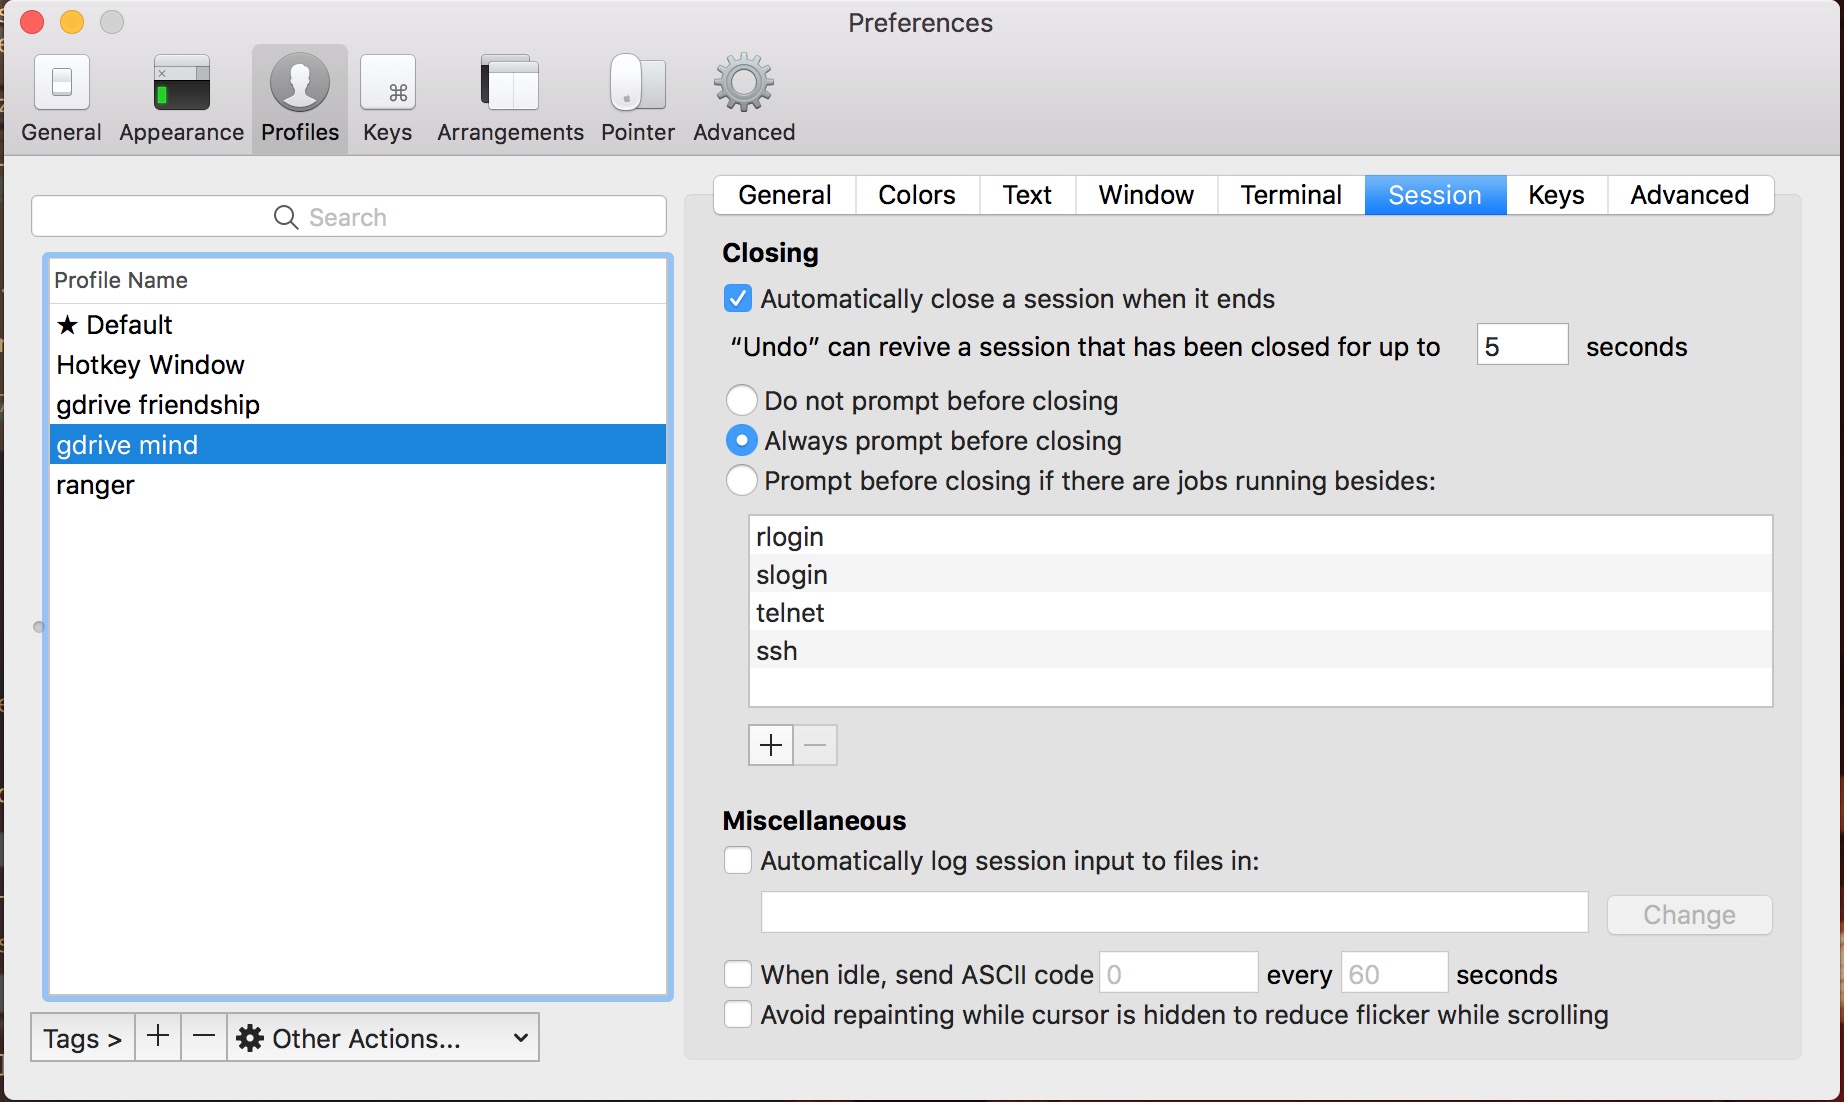 Preferences
General Appearance Profiles Keys Arrangements Pointer Advanced
Search
Profile Name
★ Default
Hotkey Window
gdrive friendship
gdrive mind
ranger
Tags > + − Other Actions...
General Colors Text Window Terminal Session Keys Advanced
Closing
Automatically close a session when it ends
“Undo” can revive a session that has been closed for up to 5 seconds
Do not prompt before closing
Always prompt before closing
Prompt before closing if there are jobs running besides:
rlogin
slogin
telnet
ssh
+ −
Miscellaneous
Automatically log session input to files in:
Change
When idle, send ASCII code 0 every 60 seconds
Avoid repainting while cursor is hidden to reduce flicker while scrolling